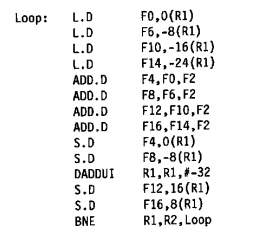 Loop: L.D F0,0(R1)
L.D F6,-8(R1)
L.D F10,-16(R1)
L.D F14,-24(R1)
ADD.D F4,F0,F2
ADD.D F8,F6,F2
ADD.D F12,F10,F2
ADD.D F16,F14,F2
S.D F4,0(R1)
S.D F8,-8(R1)
DADDUI R1,R1,#-32
S.D F12,16(R1)
S.D F16,8(R1)
BNE R1,R2,Loop